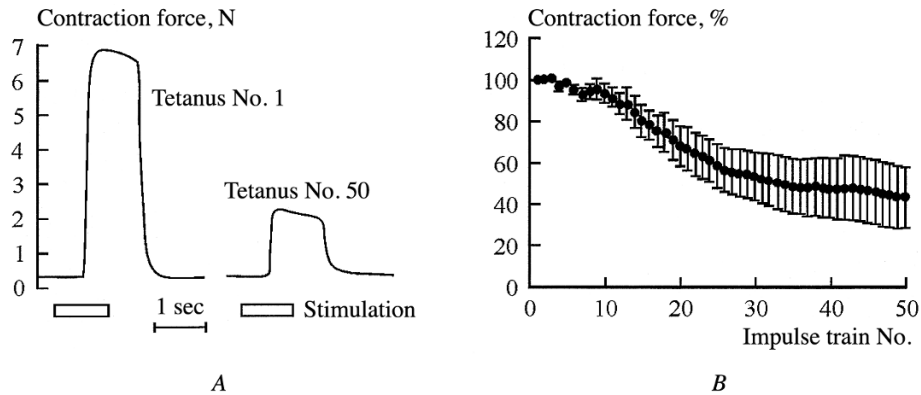 Contraction force, N
7
6
5
4
3
2
1
0
Tetanus No. 1
Tetanus No. 50
1 sec
Stimulation
A
Contraction force, %
120
100
80
60
40
20
0
0 10 20 30 40 50
Impulse train No.
B